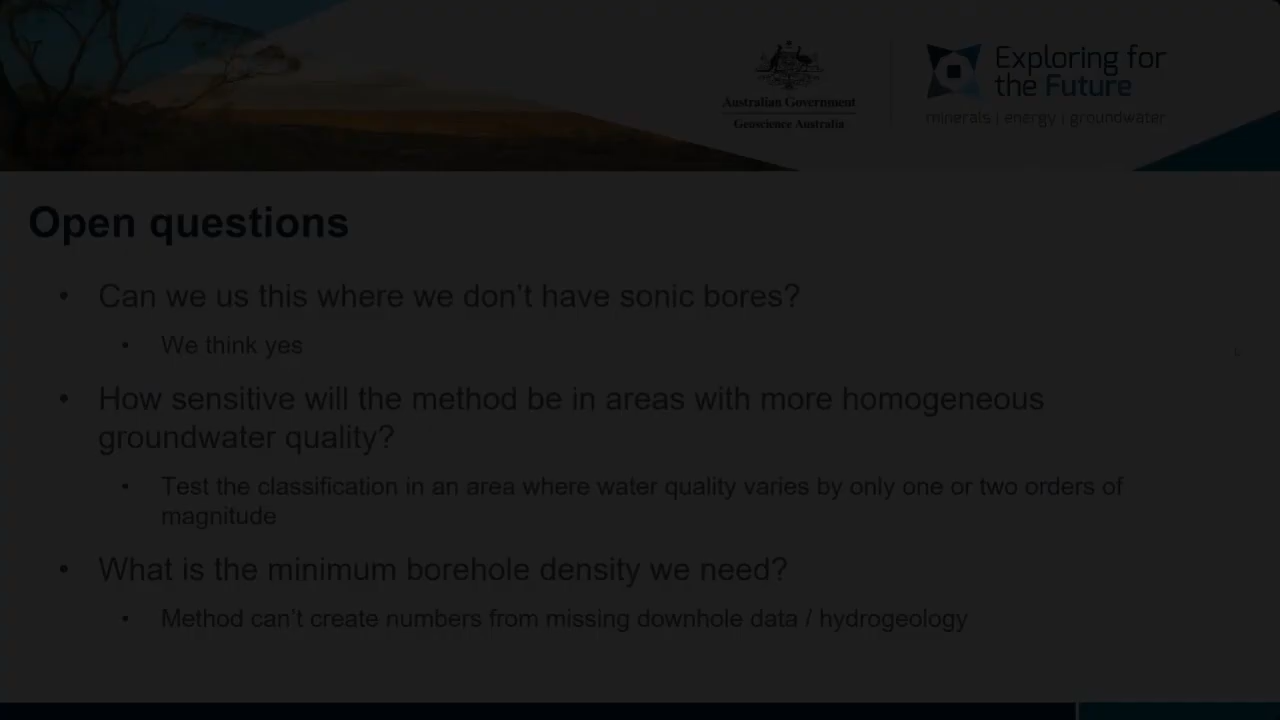 Australian Government
Geoscience Australia
Exploring for
the Future
minerals | energy | groundwater
Open questions
• Can we us this where we don't have sonic bores?
• We think yes
• How sensitive will the method be in areas with more homogeneous
groundwater quality?
• Test the classification in an area where water quality varies by only one or two orders of
magnitude
• What is the minimum borehole density we need?
• Method can't create numbers from missing downhole data / hydrogeology